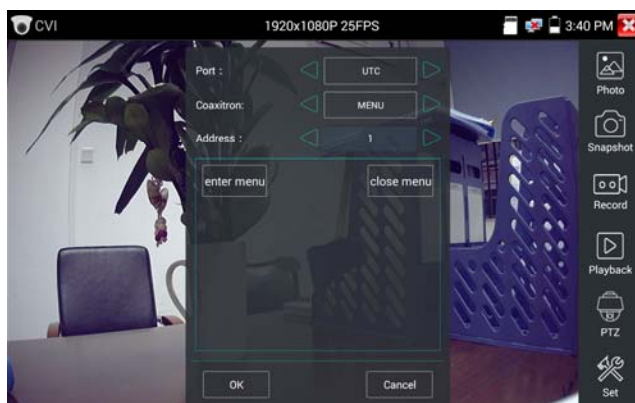 CVI 1920x1080P 25FPS 3:40 PM
Port : UTC
Coaxitron: MENU
Address : 1
enter menu close menu
OK Cancel
Photo
Snapshot
Record
Playback
PTZ
Set